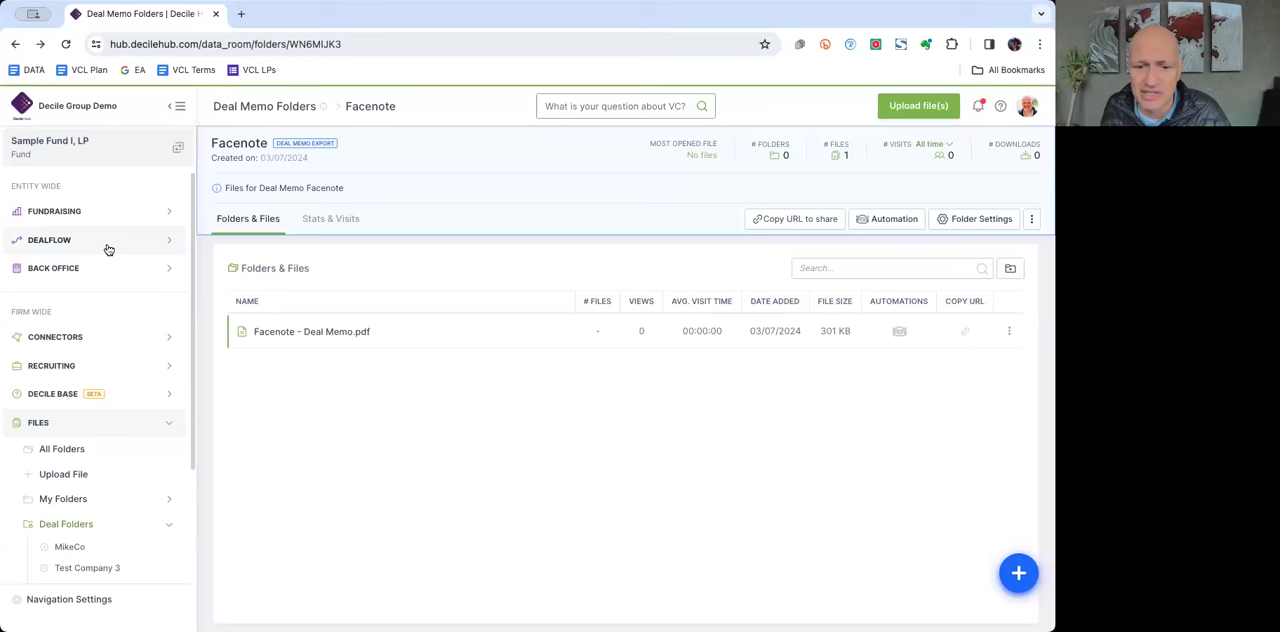 Deal Memo Folders | Decile H
hub.decilehub.com/data_room/folders/WN6MlJK3
DATA
VCL Plan
EA
VCL Terms
VCL LPs
All Bookmarks
Decile Group Demo
Deal Memo Folders > Facenote
What is your question about VC?
Upload file(s)
Sample Fund I, LP
Fund
Facenote
DEAL MEMO EXPORT
Created on: 03/07/2024
MOST OPENED FILE
No files
# FOLDERS
0
# FILES
1
# VISITS All time
0
# DOWNLOADS
0
Files for Deal Memo Facenote
Folders & Files
Stats & Visits
Copy URL to share
Automation
Folder Settings
ENTITY WIDE
FUNDRAISING
DEALFLOW
BACK OFFICE
FIRM WIDE
CONNECTORS
RECRUITING
DECILE BASE BETA
FILES
All Folders
Upload File
My Folders
Deal Folders
MikeCo
Test Company 3
Navigation Settings
Folders & Files
Search...
NAME
# FILES
VIEWS
AVG. VISIT TIME
DATE ADDED
FILE SIZE
AUTOMATIONS
COPY URL
Facenote - Deal Memo.pdf
-
0
00:00:00
03/07/2024
301 KB